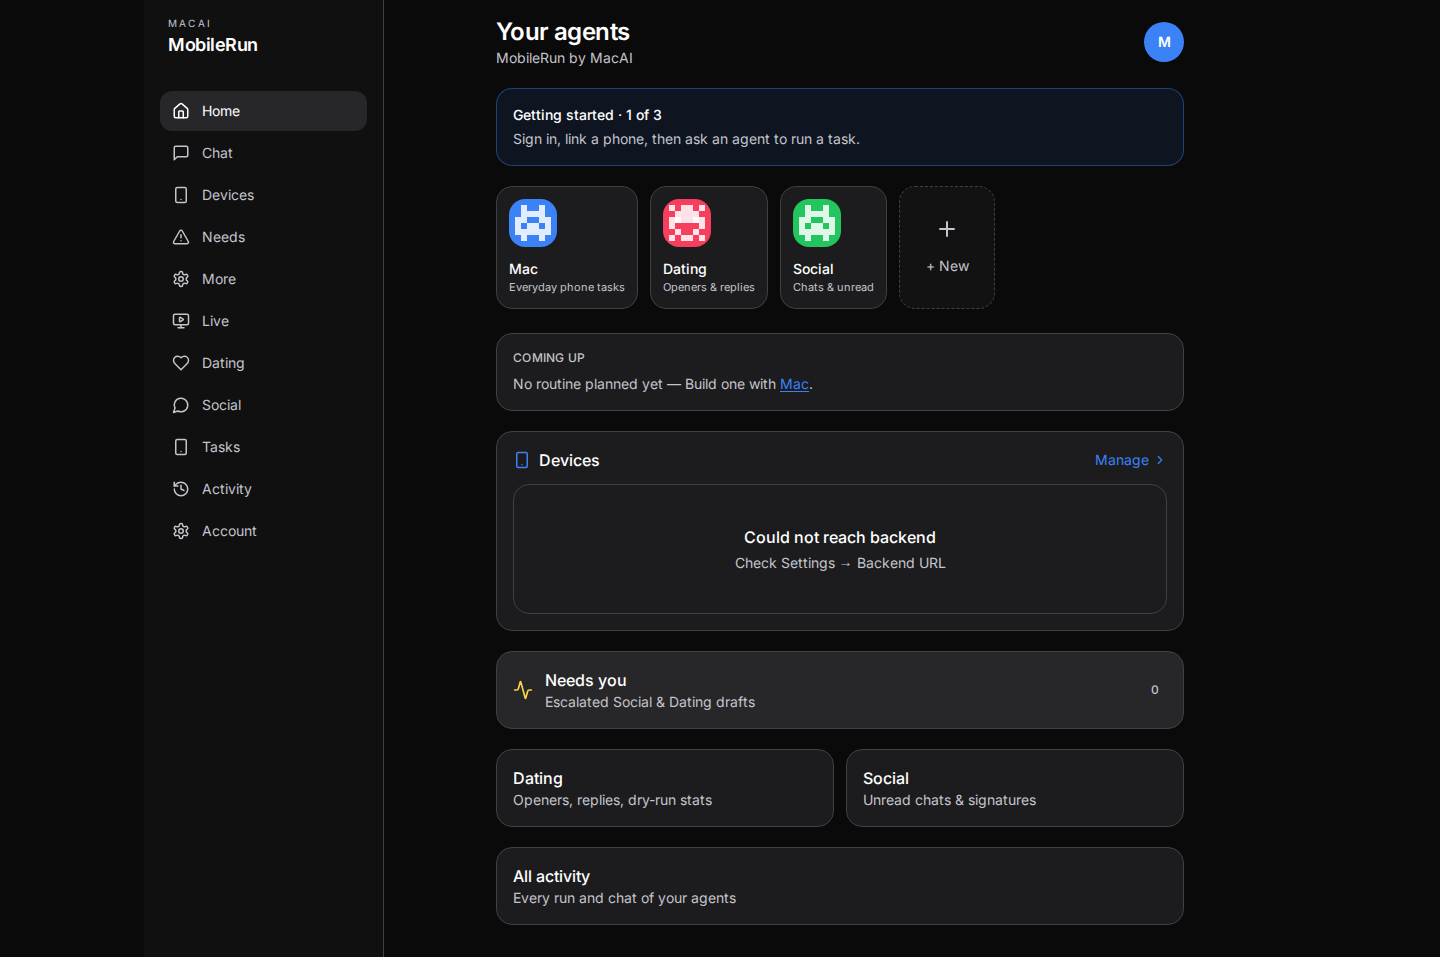 MACAI
MobileRun
Home
Chat
Devices
Needs
More
Live
Dating
Social
Tasks
Activity
Account
Your agents
MobileRun by MacAI
M
Getting started · 1 of 3
Sign in, link a phone, then ask an agent to run a task.
Mac
Everyday phone tasks
Dating
Openers & replies
Social
Chats & unread
+ New
COMING UP
No routine planned yet — Build one with Mac.
Devices
Manage
Could not reach backend
Check Settings → Backend URL
Needs you
Escalated Social & Dating drafts
0
Dating
Openers, replies, dry-run stats
Social
Unread chats & signatures
All activity
Every run and chat of your agents